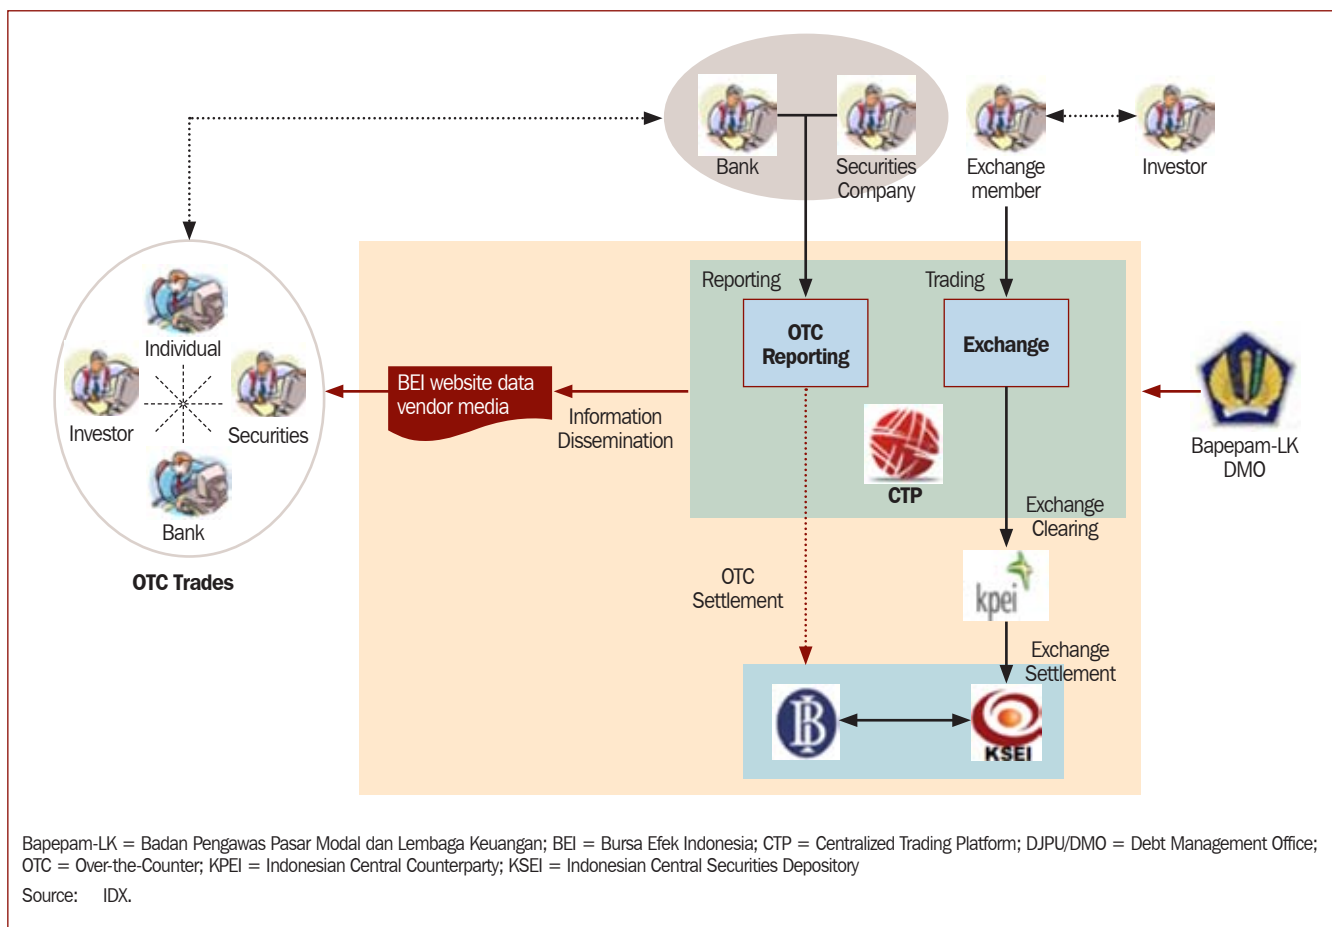 Bank
Securities
Company
Exchange
member
Investor
Reporting
Trading
OTC
Reporting
Exchange
Individual
Investor
Securities
Bank
OTC Trades
BEI website data
vendor media
Information
Dissemination
CTP
Bapepam-LK
DMO
Exchange
Clearing
kpei
OTC
Settlement
Exchange
Settlement
BI
KSEI
Bapepam-LK = Badan Pengawas Pasar Modal dan Lembaga Keuangan; BEI = Bursa Efek Indonesia; CTP = Centralized Trading Platform; DJPU/DMO = Debt Management Office;
OTC = Over-the-Counter; KPEI = Indonesian Central Counterparty; KSEI = Indonesian Central Securities Depository
Source: IDX.